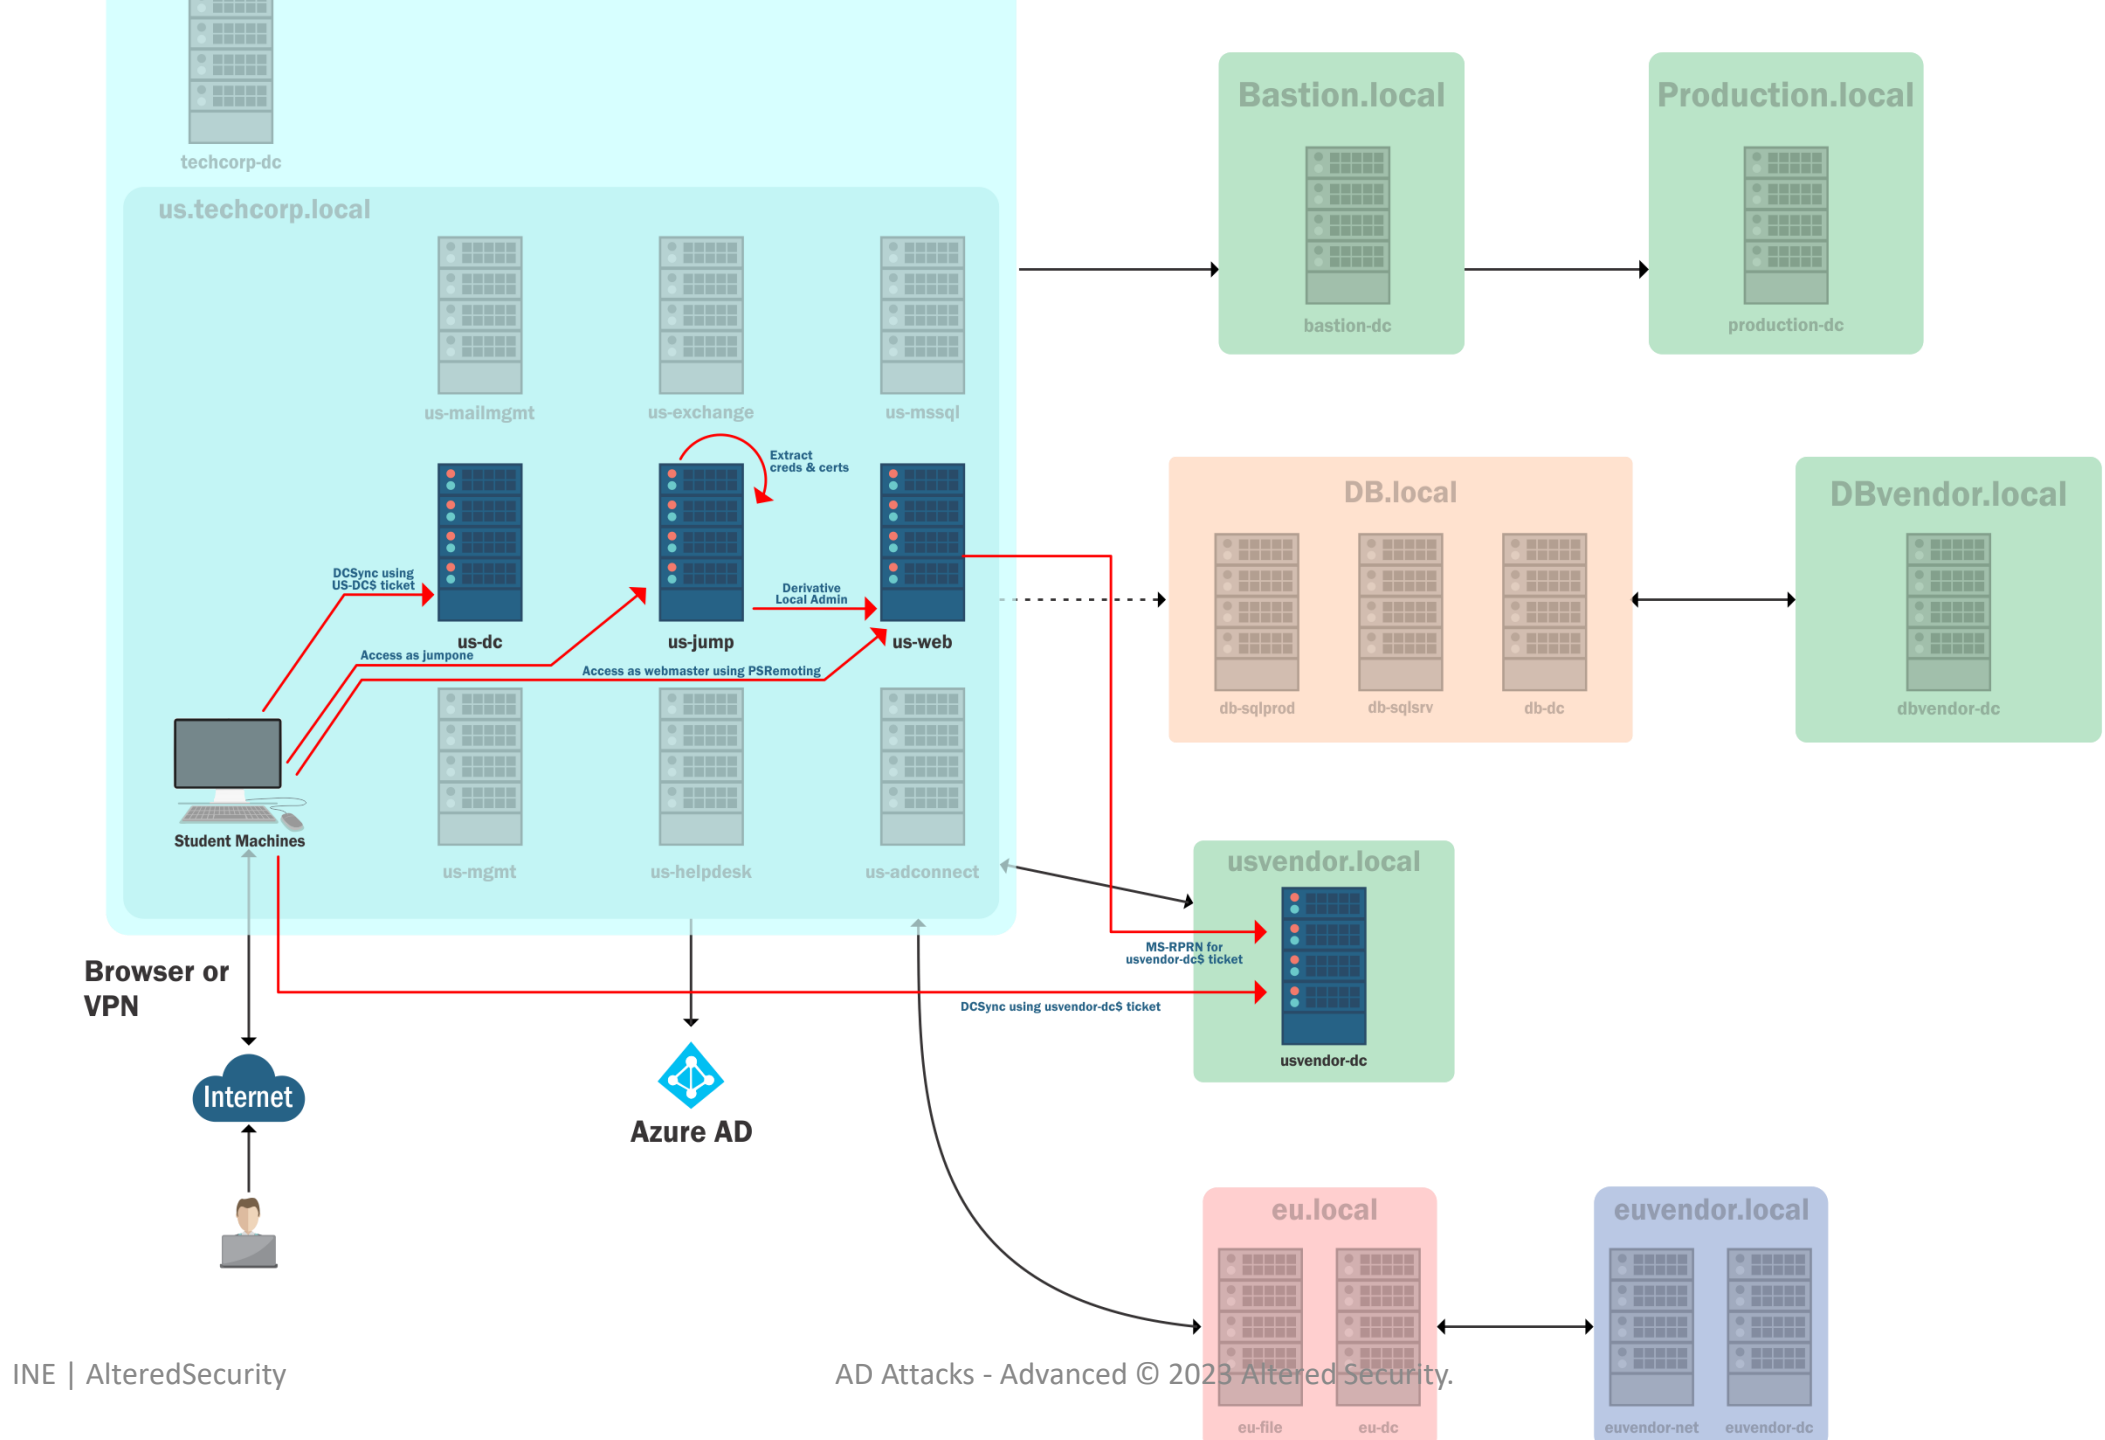 techcorp-dc
us.techcorp.local
us-mailmgmt
us-exchange
us-mssql
Extract
creds & certs
DCSync using
US-DC$ ticket
Derivative
Local Admin
us-dc
us-jump
us-web
Access as jumpone
Access as webmaster using PSRemoting
Student Machines
us-mgmt
us-helpdesk
us-adconnect
Bastion.local
bastion-dc
Production.local
production-dc
DB.local
db-sqlprod
db-sqlsrv
db-dc
DBvendor.local
dbvendor-dc
usvendor.local
MS-RPRN for
usvendor-dc$ ticket
DCSync using usvendor-dc$ ticket
usvendor-dc
Browser or
VPN
Internet
Azure AD
eu.local
eu-file
eu-dc
euvendor.local
euvendor-net
euvendor-dc
INE | AlteredSecurity
AD Attacks - Advanced © 2023 Altered Security.